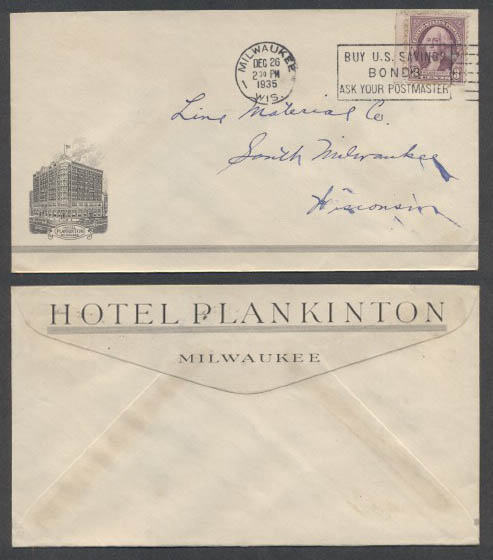 MILWAUKEE
DEC 26
2 30 PM
1935
WIS.
BUY U.S. SAVINGS
BONDS
ASK YOUR POSTMASTER
3
Line Material Co.
South Milwaukee
Wisconsin
PLANKINTON
HOTEL PLANKINTON
MILWAUKEE